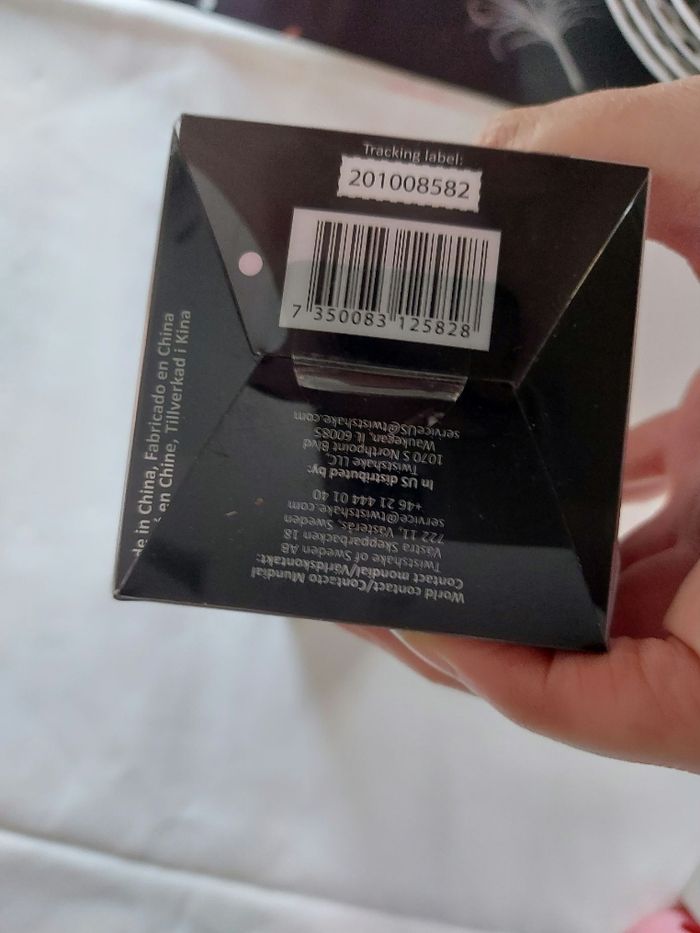 Tracking label:
201008582
7 350083 125828
de in China, Fabricado en China
en Chine, Tillverkad i Kina
World contact/Contacto Mundial
Contact mondial/Världskontakt:
Twistshake of Sweden AB
Västra Skepparbacken 18
722 11, Västerås, Sweden
service@twistshake.com
+46 21 444 01 40
In US distributed by:
Twistshake LLC.
1070 S Northpoint Blvd
Waukegan, IL 60085
serviceUS@twistshake.com